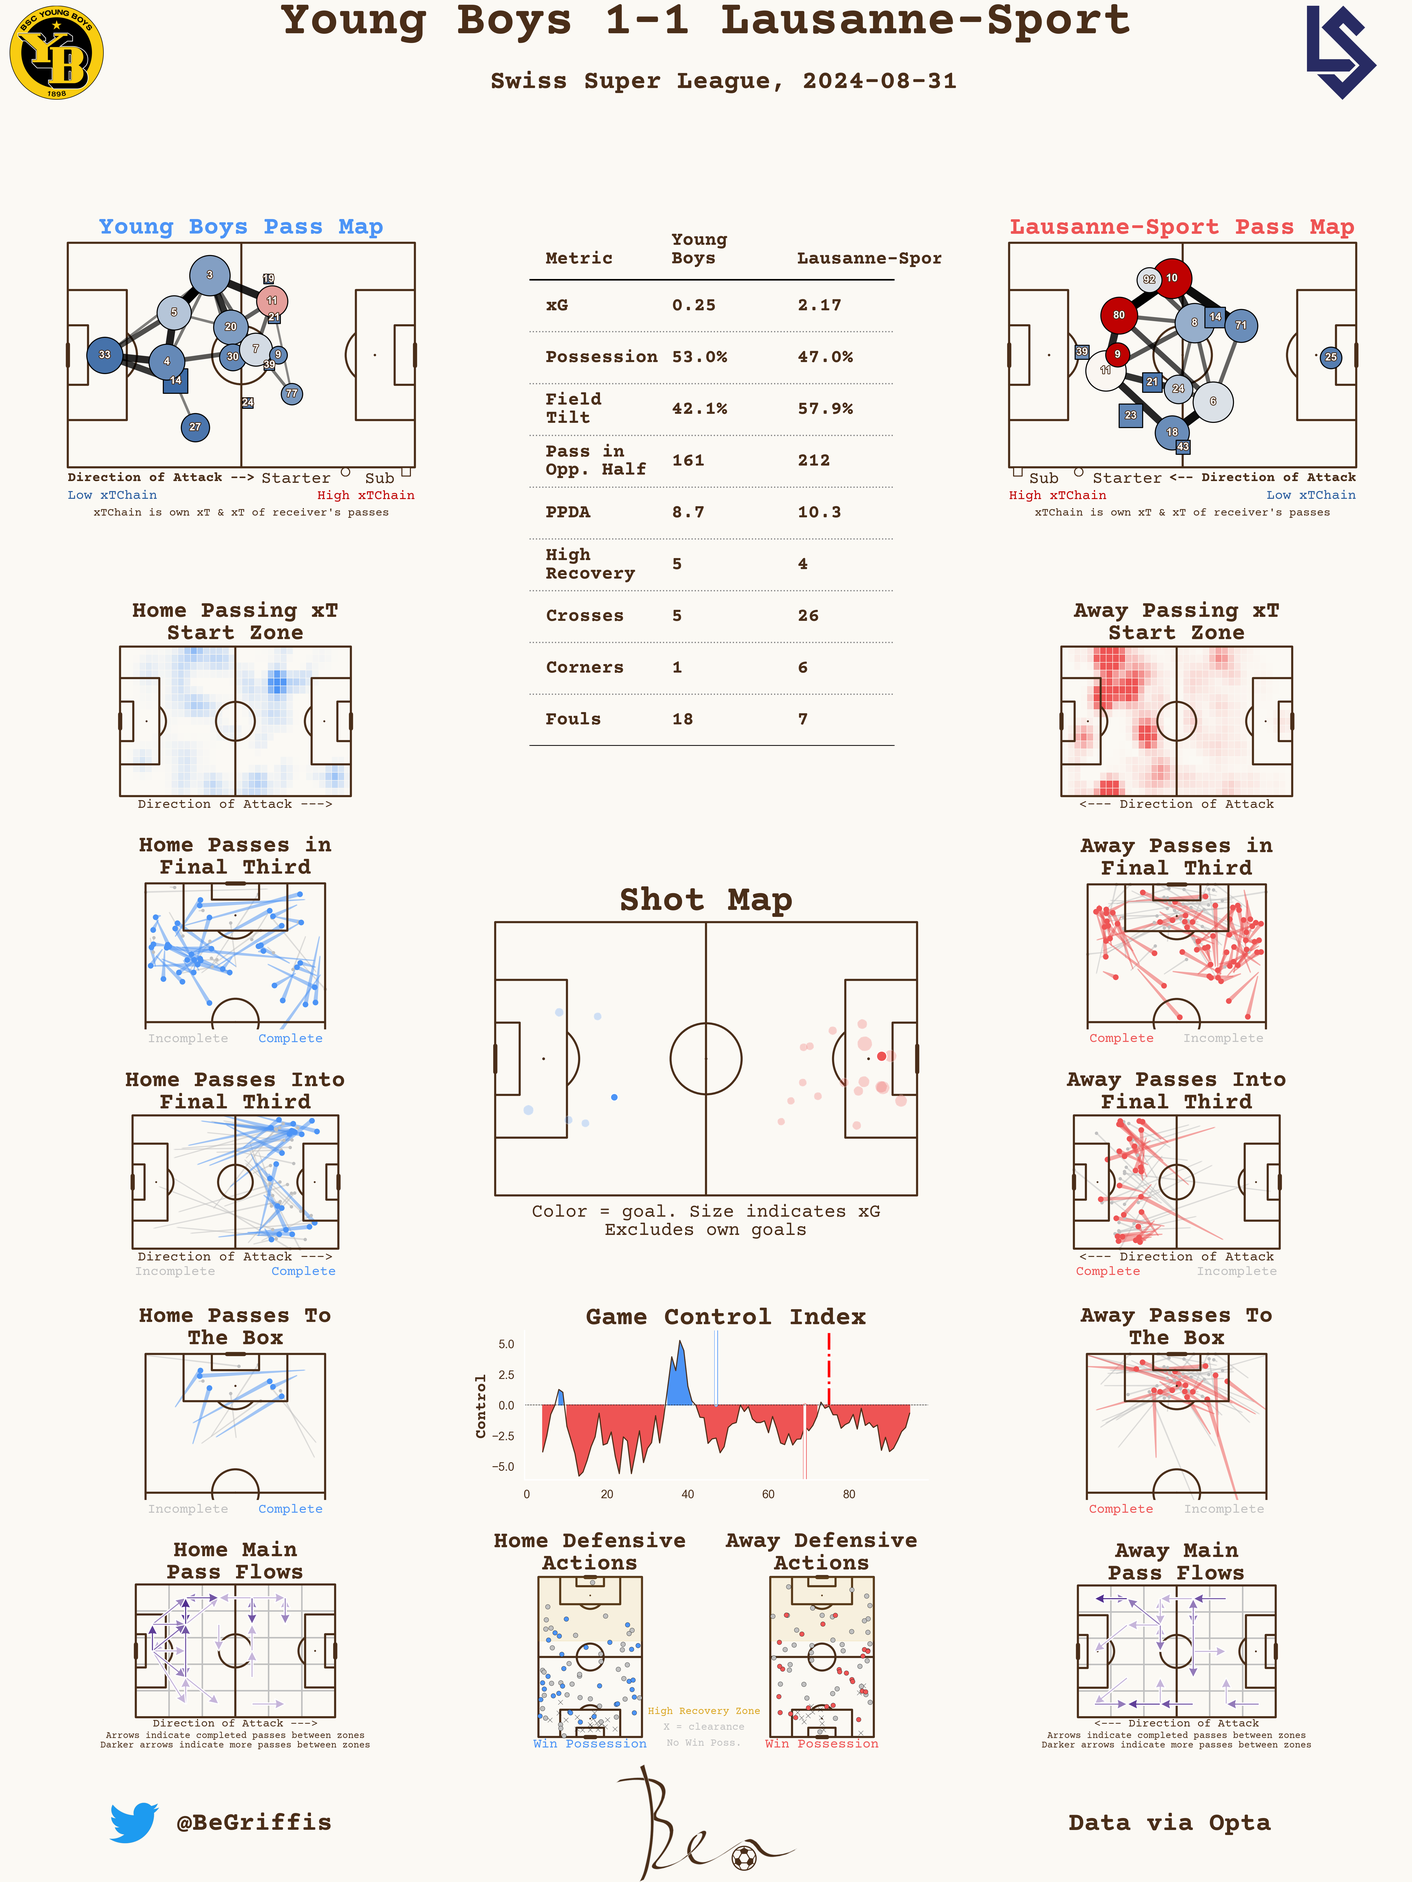 Young Boys 1-1 Lausanne-Sport
Swiss Super League, 2024-08-31
BSC YOUNG BOYS
YB
1898
LS
Young Boys Pass Map
3
19
11
21
5
20
33
4
30
7
9
39
14
77
24
27
Direction of Attack --> Starter Sub
Low xTChain High xTChain
xTChain is own xT & xT of receiver's passes
Metric Young Boys Lausanne-Spor
xG 0.25 2.17
Possession 53.0% 47.0%
Field Tilt 42.1% 57.9%
Pass in Opp. Half 161 212
PPDA 8.7 10.3
High Recovery 5 4
Crosses 5 26
Corners 1 6
Fouls 18 7
Lausanne-Sport Pass Map
92
10
80
8
14
71
39
9
11
25
21
24
23
6
18
43
Sub Starter <-- Direction of Attack
High xTChain Low xTChain
xTChain is own xT & xT of receiver's passes
Home Passing xT
Start Zone
Direction of Attack --->
Away Passing xT
Start Zone
<--- Direction of Attack
Home Passes in
Final Third
Incomplete Complete
Away Passes in
Final Third
Complete Incomplete
Shot Map
Color = goal. Size indicates xG
Excludes own goals
Home Passes Into
Final Third
Direction of Attack --->
Incomplete Complete
Away Passes Into
Final Third
<--- Direction of Attack
Complete Incomplete
Home Passes To
The Box
Incomplete Complete
Game Control Index
Control
5.0
2.5
0.0
−2.5
−5.0
0 20 40 60 80
Away Passes To
The Box
Complete Incomplete
Home Main
Pass Flows
Direction of Attack --->
Arrows indicate completed passes between zones
Darker arrows indicate more passes between zones
Home Defensive
Actions
Win Possession
High Recovery Zone
X = clearance
No Win Poss.
Away Defensive
Actions
Win Possession
Away Main
Pass Flows
<--- Direction of Attack
Arrows indicate completed passes between zones
Darker arrows indicate more passes between zones
@BeGriffis
Ben
Data via Opta